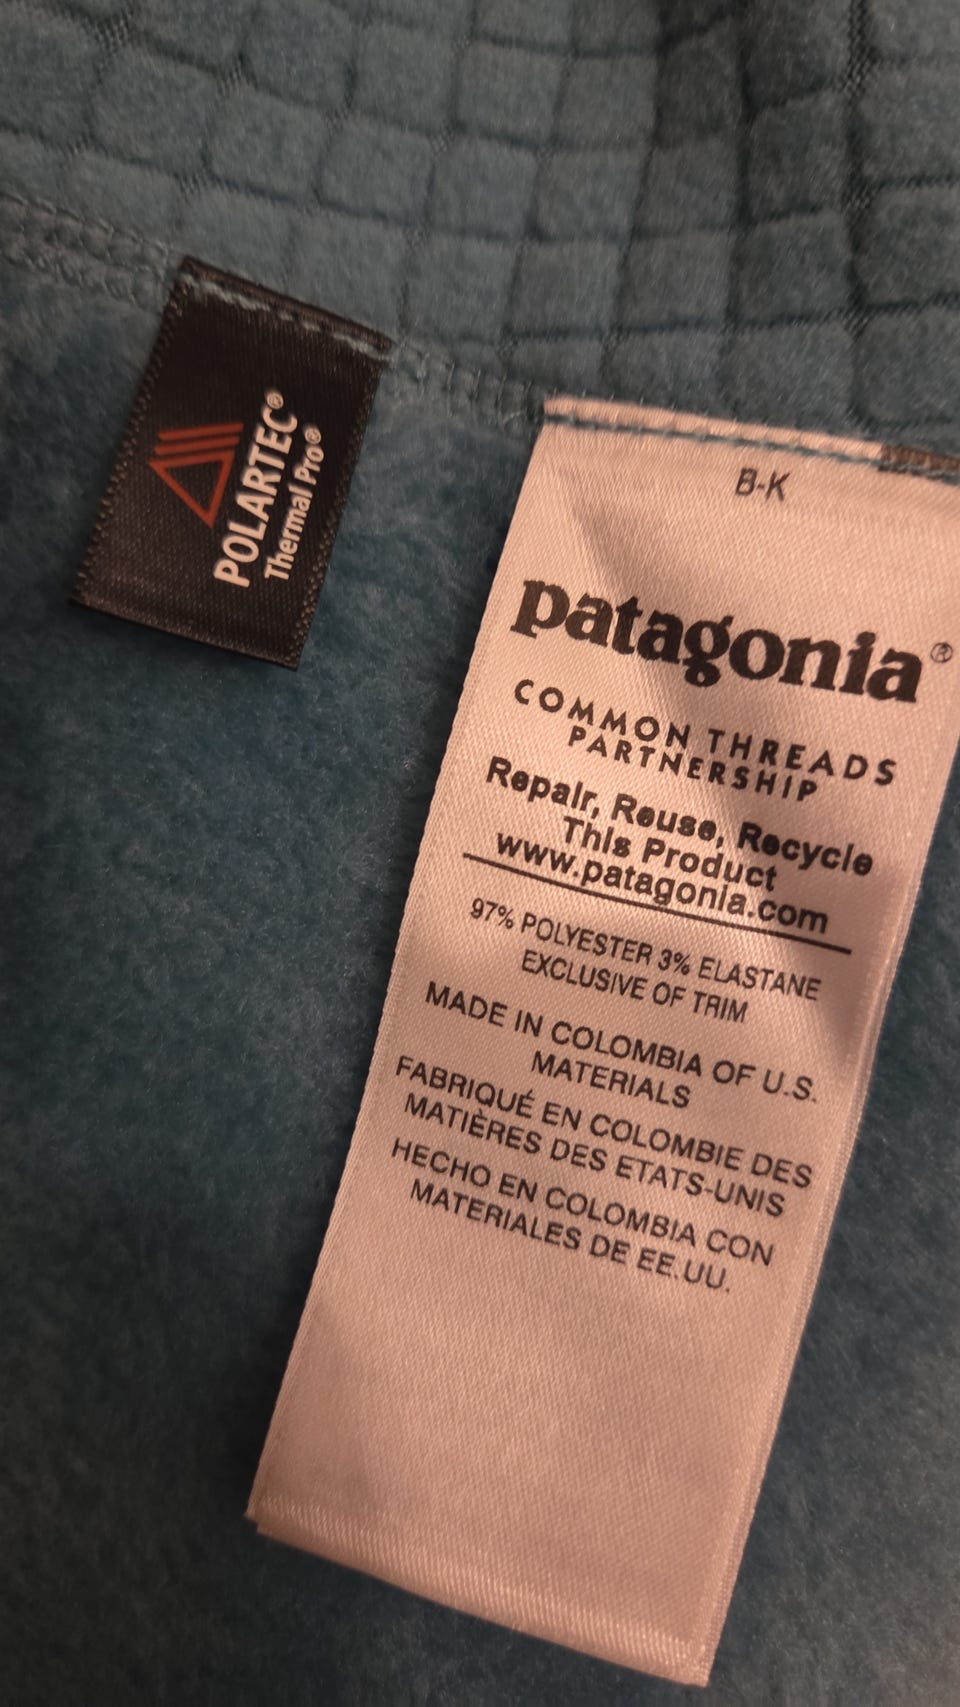 POLARTEC®
Thermal Pro®
B-K
patagonia®
COMMON THREADS
PARTNERSHIP
Repair, Reuse, Recycle
This Product
www.patagonia.com
97% POLYESTER 3% ELASTANE
EXCLUSIVE OF TRIM
MADE IN COLOMBIA OF U.S.
MATERIALS
FABRIQUÉ EN COLOMBIE DES
MATIÈRES DES ETATS-UNIS
HECHO EN COLOMBIA CON
MATERIALES DE EE.UU.